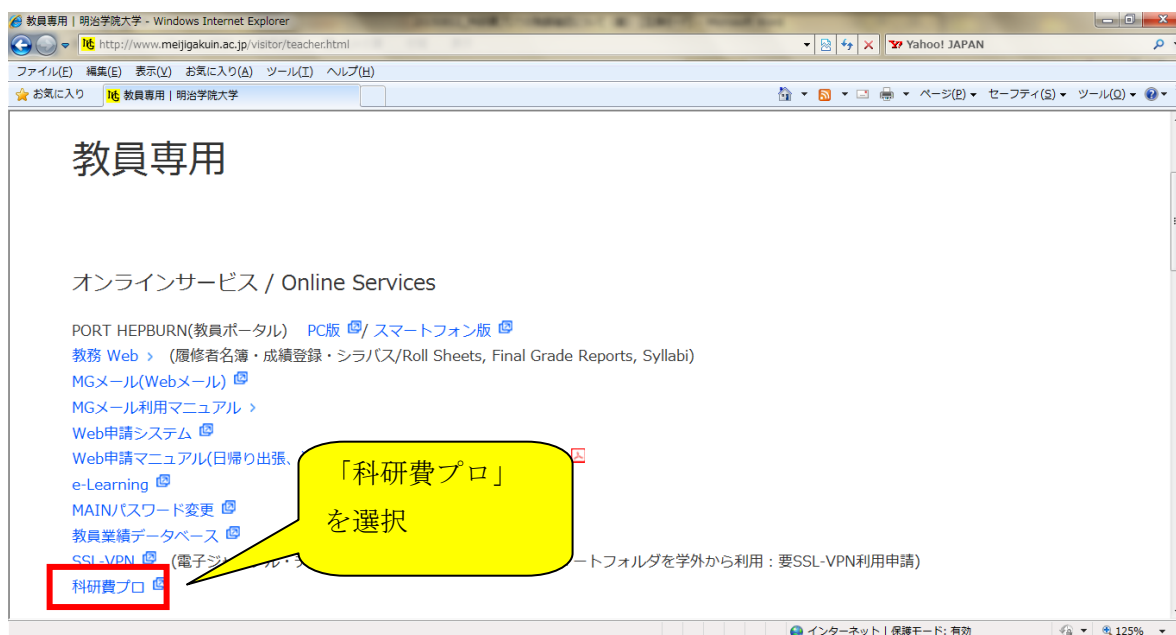 教員専用 | 明治学院大学 - Windows Internet Explorer
http://www.meijigakuin.ac.jp/visitor/teacher.html
Yahoo! JAPAN
ファイル(F) 編集(E) 表示(V) お気に入り(A) ツール(T) ヘルプ(H)
お気に入り 教員専用 | 明治学院大学 ページ(P) セーフティ(S) ツール(O)
教員専用
オンラインサービス / Online Services
PORT HEPBURN(教員ポータル) PC版 / スマートフォン版
教務 Web > (履修者名簿・成績登録・シラバス/Roll Sheets, Final Grade Reports, Syllabi)
MGメール(Webメール)
MGメール利用マニュアル >
Web申請システム
Web申請マニュアル(日帰り出張、
e-Learning
MAINパスワード変更
教員業績データベース
SSL-VPN (電子ジ ートフォルダを学外から利用：要SSL-VPN利用申請)
科研費プロ
「科研費プロ」
を選択
インターネット | 保護モード: 有効 125%